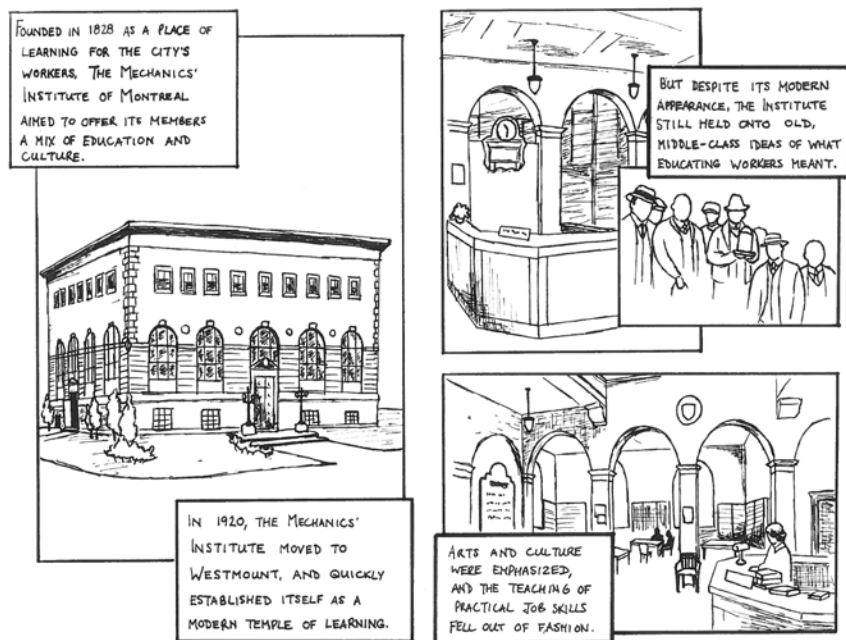 FOUNDED IN 1828 AS A PLACE OF
LEARNING FOR THE CITY'S
WORKERS, THE MECHANICS'
INSTITUTE OF MONTREAL
AIMED TO OFFER ITS MEMBERS
A MIX OF EDUCATION AND
CULTURE.
IN 1920, THE MECHANICS'
INSTITUTE MOVED TO
WESTMOUNT, AND QUICKLY
ESTABLISHED ITSELF AS A
MODERN TEMPLE OF LEARNING.
BUT DESPITE ITS MODERN
APPEARANCE, THE INSTITUTE
STILL HELD ONTO OLD,
MIDDLE-CLASS IDEAS OF WHAT
EDUCATING WORKERS MEANT.
ARTS AND CULTURE
WERE EMPHASIZED,
AND THE TEACHING OF
PRACTICAL JOB SKILLS
FELL OUT OF FASHION.